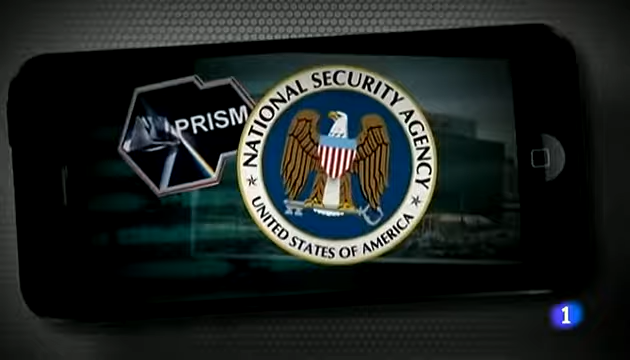 PRISM
NATIONAL SECURITY AGENCY
UNITED STATES OF AMERICA
1